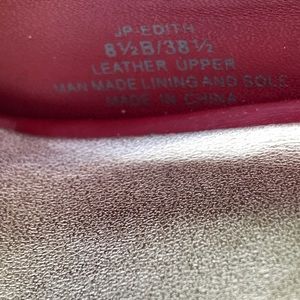 JP-EDITH
8½B/38½
LEATHER UPPER
MAN MADE LINING AND SOLE
MADE IN CHINA